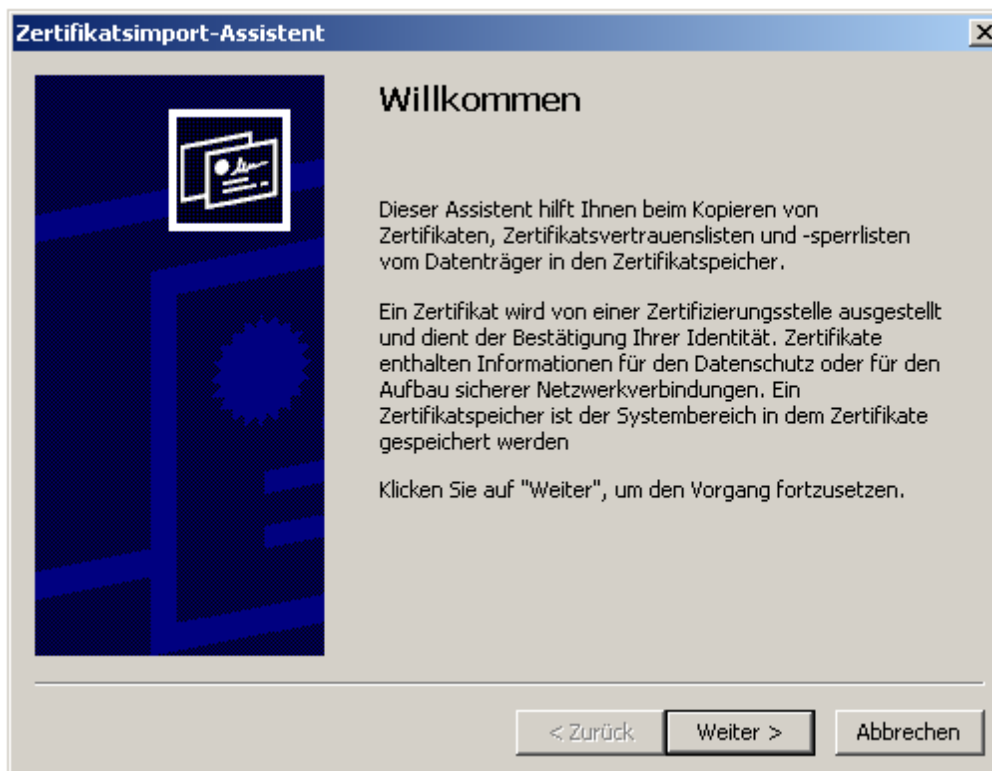 Zertifikatsimport-Assistent
Willkommen
Dieser Assistent hilft Ihnen beim Kopieren von
Zertifikaten, Zertifikatsvertrauenslisten und -sperrlisten
vom Datenträger in den Zertifikatspeicher.
Ein Zertifikat wird von einer Zertifizierungsstelle ausgestellt
und dient der Bestätigung Ihrer Identität. Zertifikate
enthalten Informationen für den Datenschutz oder für den
Aufbau sicherer Netzwerkverbindungen. Ein
Zertifikatspeicher ist der Systembereich in dem Zertifikate
gespeichert werden
Klicken Sie auf "Weiter", um den Vorgang fortzusetzen.
< Zurück Weiter > Abbrechen